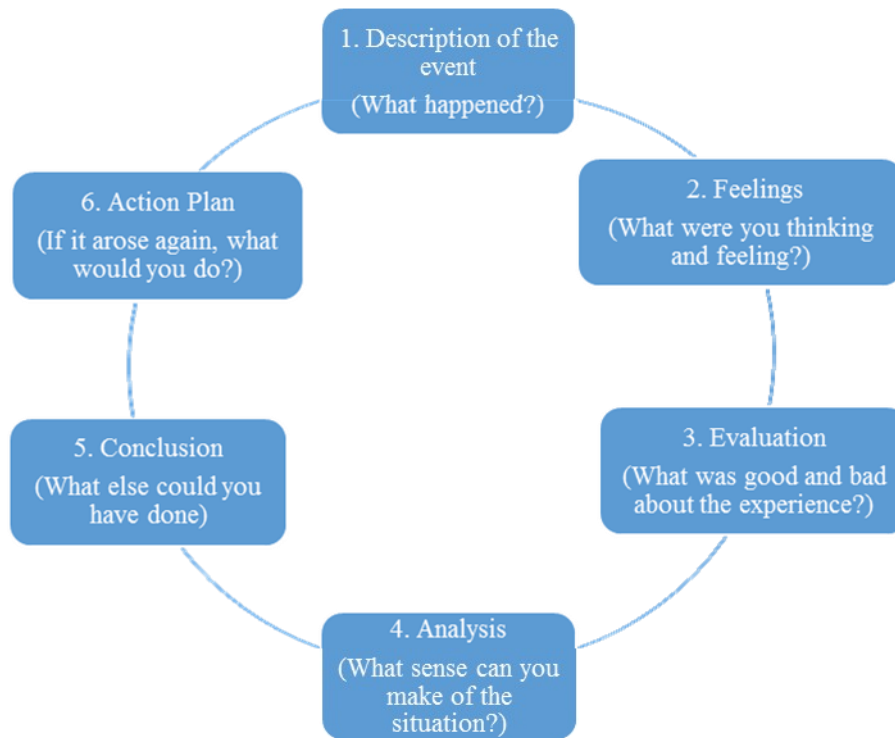 1. Description of the
event
(What happened?)
2. Feelings
(What were you thinking
and feeling?)
3. Evaluation
(What was good and bad
about the experience?)
4. Analysis
(What sense can you
make of the
situation?)
5. Conclusion
(What else could you
have done)
6. Action Plan
(If it arose again, what
would you do?)